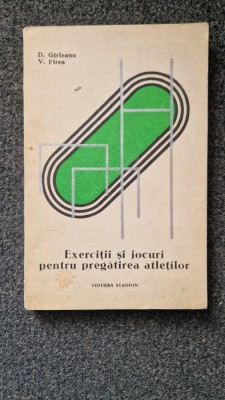 D. Gîrleanu
V. Firea
Exerciții și jocuri
pentru pregătirea atleților
EDITURA STADION